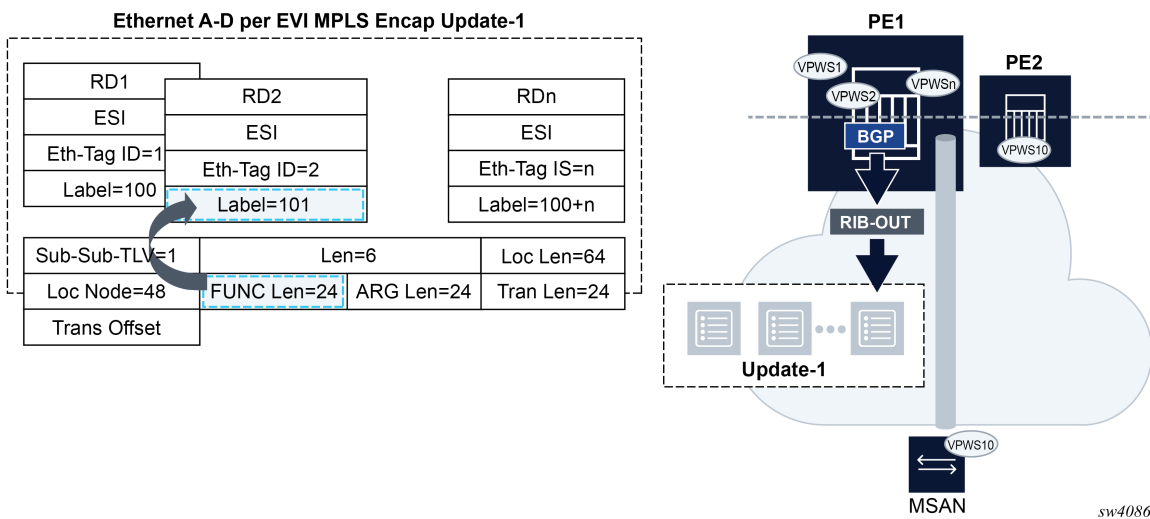 Ethernet A-D per EVI MPLS Encap Update-1
RD1
ESI
Eth-Tag ID=1
Label=100
RD2
ESI
Eth-Tag ID=2
Label=101
RDn
ESI
Eth-Tag IS=n
Label=100+n
Sub-Sub-TLV=1
Len=6
Loc Len=64
Loc Node=48
FUNC Len=24
ARG Len=24
Tran Len=24
Trans Offset
PE1
VPWS1
VPWS2
VPWSn
BGP
PE2
VPWS10
RIB-OUT
Update-1
VPWS10
MSAN
sw4086